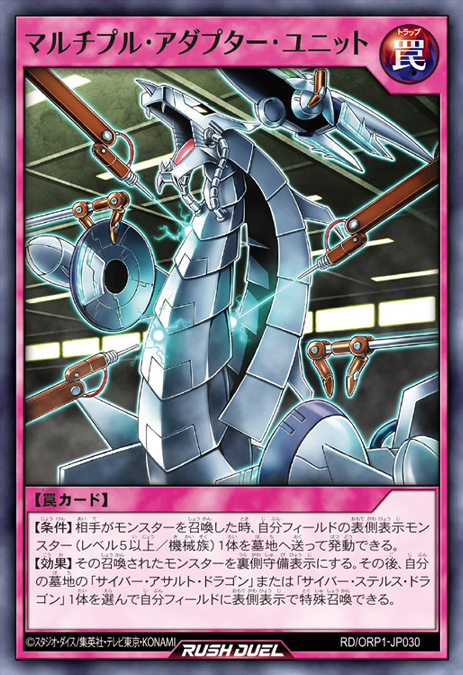 マルチプル・アダプター・ユニット
トラップ
罠
【罠カード】
【条件】相手がモンスターを召喚した時、自分フィールドの表側表示モン
スター（レベル５以上／機械族）１体を墓地へ送って発動できる。
【効果】その召喚されたモンスターを裏側守備表示にする。その後、自分
の墓地の「サイバー・アサルト・ドラゴン」または「サイバー・ステルス・ドラ
ゴン」１体を選んで自分フィールドに表側表示で特殊召喚できる。
©スタジオ・ダイス/集英社・テレビ東京・KONAMI
RUSH DUEL
RD/ORP1-JP030